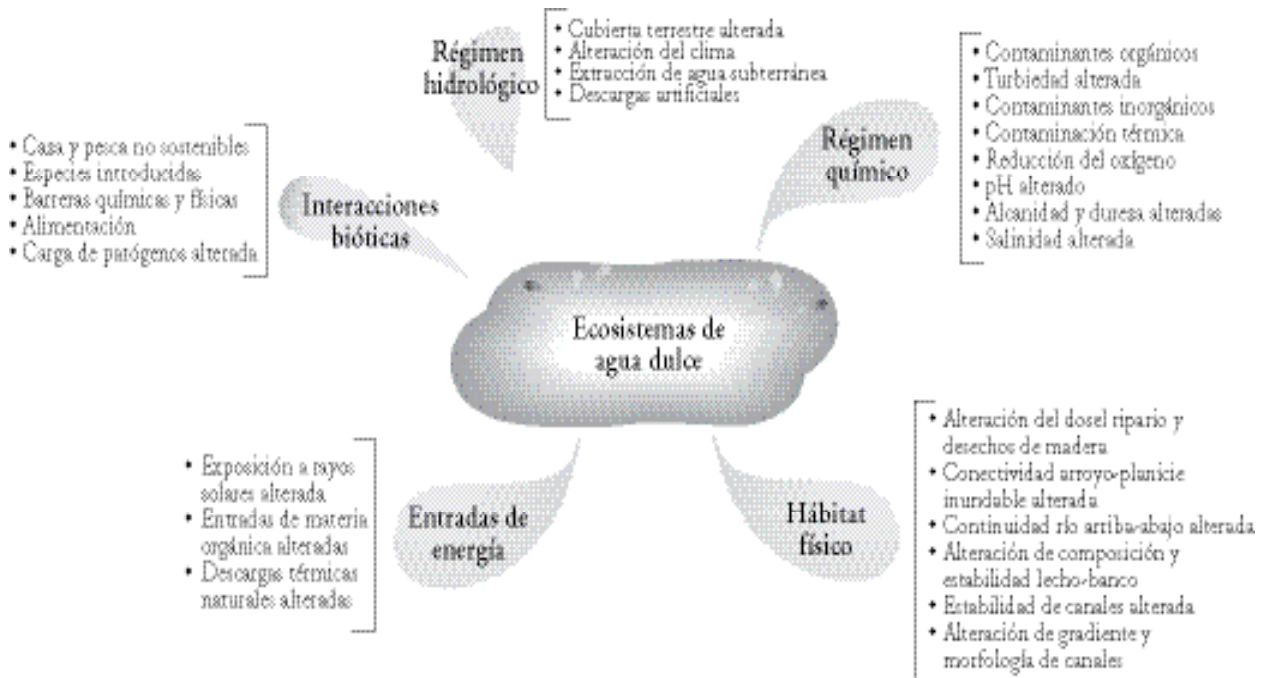 Régimen
hidrológico
• Cubierta terrestre alterada
• Alteración del clima
• Extracción de agua subterránea
• Descargas artificiales
Régimen
químico
• Contaminantes orgánicos
• Turbiedad alterada
• Contaminantes inorgánicos
• Contaminación térmica
• Reducción del oxígeno
• pH alterado
• Alcanidad y duresa alteradas
• Salinidad alterada
• Casa y pesca no sostenibles
• Especies introducidas
• Barreras químicas y físicas
• Alimentación
• Carga de patógenos alterada
Interacciones
bióticas
Ecosistemas de
agua dulce
• Exposición a rayos
solares alterada
• Entradas de materia
orgánica alteradas
• Descargas térmicas
naturales alteradas
Entradas de
energía
Hábitat
físico
• Alteración del dosel ripario y
desechos de madera
• Conectividad arroyo-planicie
inundable alterada
• Continuidad río arriba-abajo alterada
• Alteración de composición y
estabilidad lecho-banco
• Estabilidad de canales alterada
• Alteración de gradiente y
morfología de canales